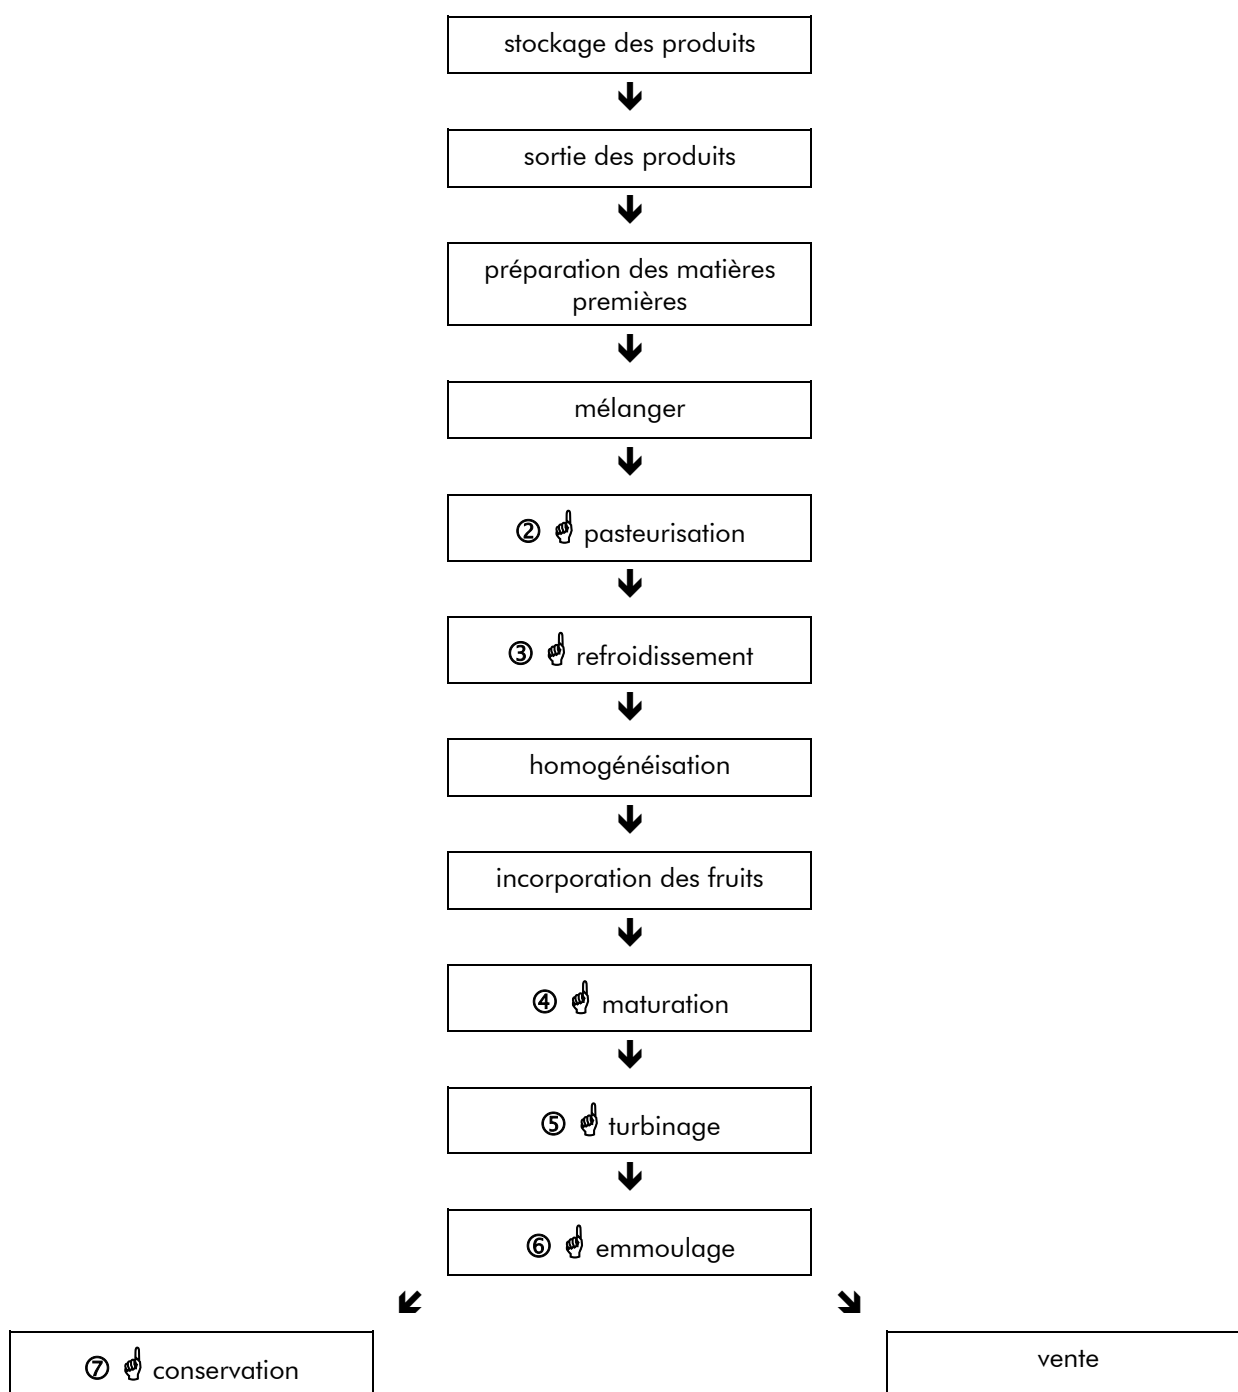 stockage des produits
sortie des produits
préparation des matières
premières
mélanger
② ☝ pasteurisation
③ ☝ refroidissement
homogénéisation
incorporation des fruits
④ ☝ maturation
⑤ ☝ turbinage
⑥ ☝ emmoulage
⑦ ☝ conservation
vente